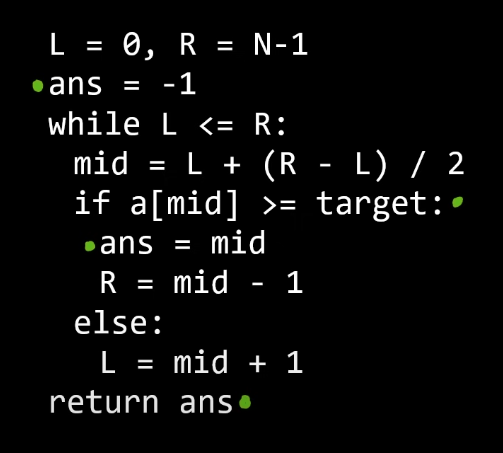 L = 0, R = N-1
ans = -1
while L <= R:
mid = L + (R - L) / 2
if a[mid] >= target:
ans = mid
R = mid - 1
else:
L = mid + 1
return ans